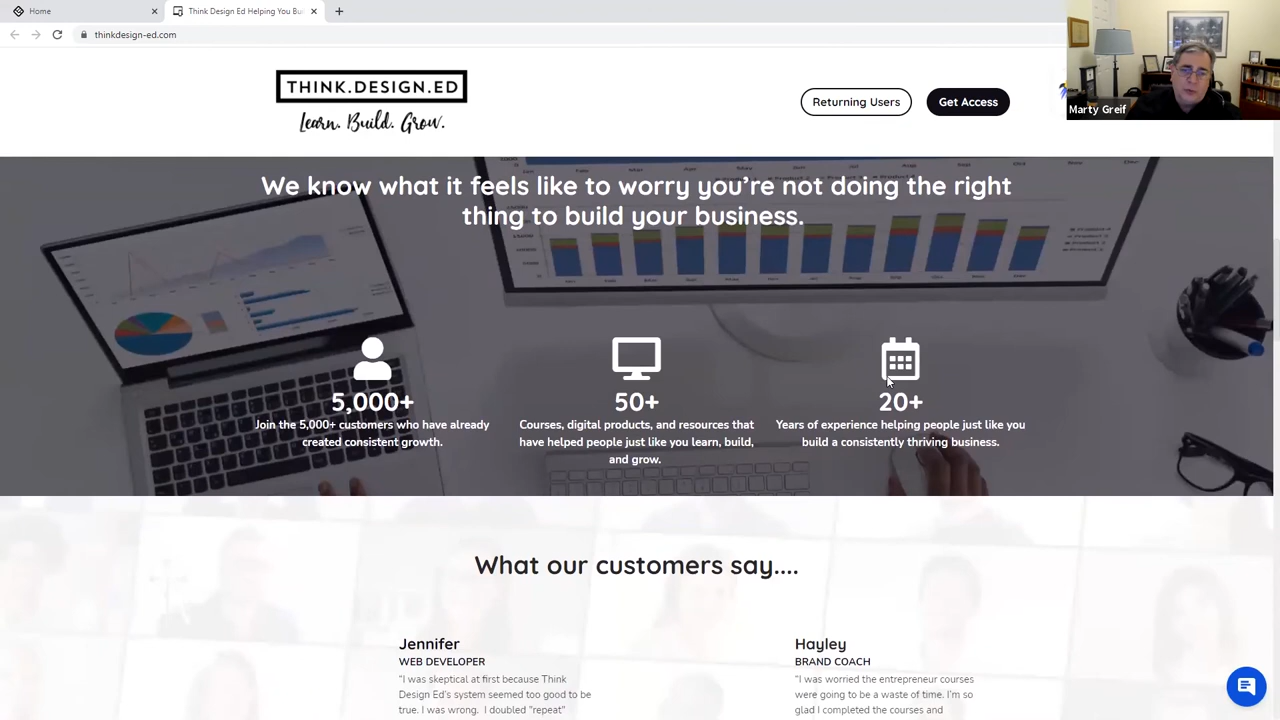 Home
Think Design Ed Helping You Bui
thinkdesign-ed.com
Marty Greif
THINK.DESIGN.ED
Learn. Build. Grow.
Returning Users
Get Access
We know what it feels like to worry you’re not doing the right
thing to build your business.
5,000+
Join the 5,000+ customers who have already
created consistent growth.
50+
Courses, digital products, and resources that
have helped people just like you learn, build,
and grow.
20+
Years of experience helping people just like you
build a consistently thriving business.
What our customers say....
Jennifer
WEB DEVELOPER
"I was skeptical at first because Think
Design Ed's system seemed too good to be
true. I was wrong. I doubled "repeat"
Hayley
BRAND COACH
"I was worried the entrepreneur courses
were going to be a waste of time. I'm so
glad I completed the courses and